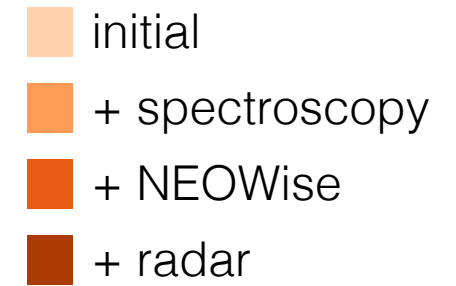 initial
+ spectroscopy
+ NEOWise
+ radar